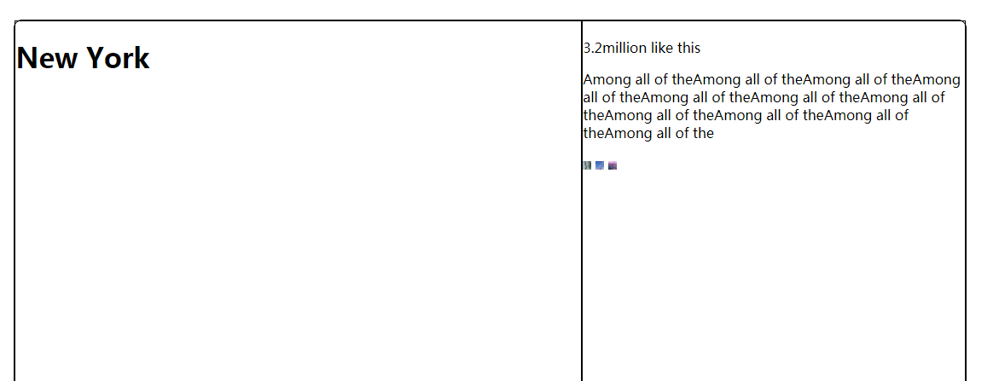 New York
3.2million like this
Among all of theAmong all of theAmong all of theAmong
all of theAmong all of theAmong all of theAmong all of
theAmong all of theAmong all of theAmong all of
theAmong all of the